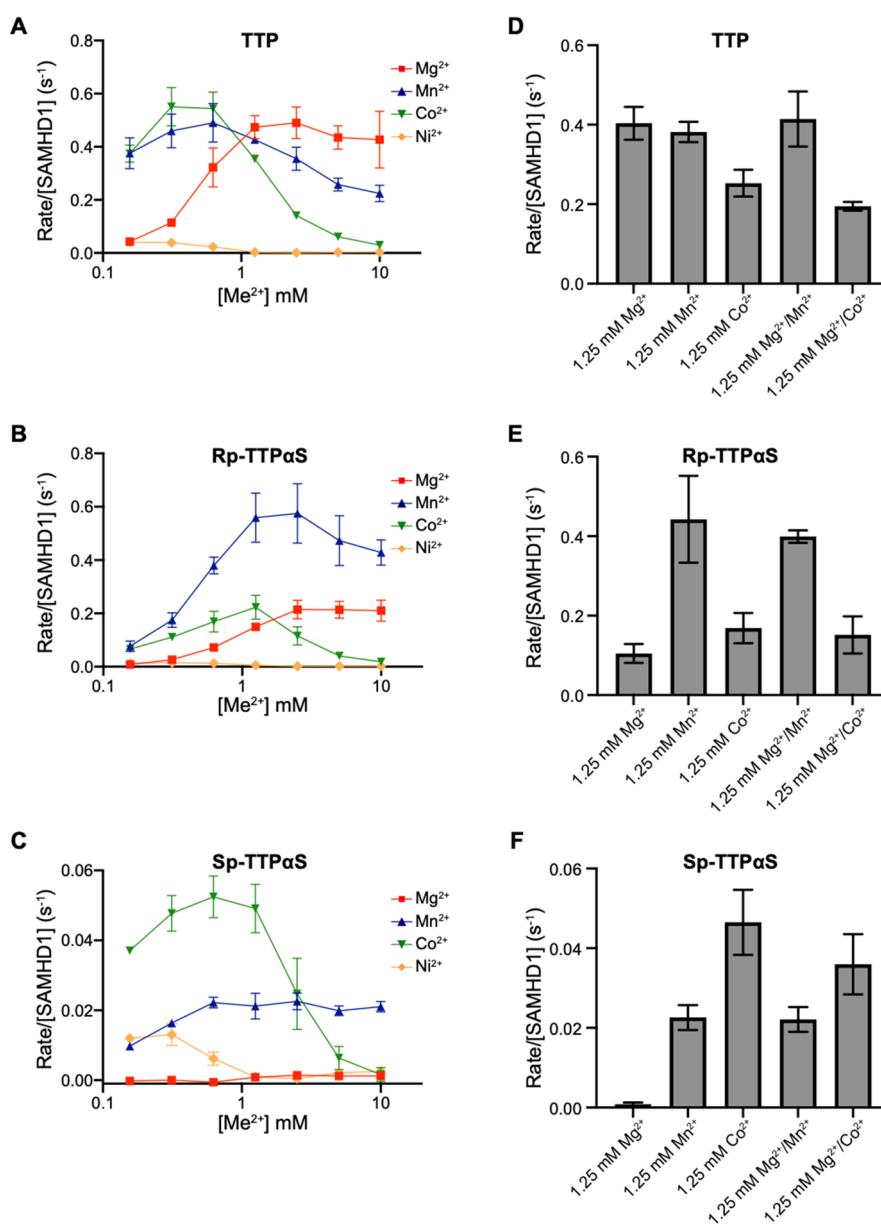 A
TTP
Rate/[SAMHD1] (s⁻¹)
0.8
0.6
0.4
0.2
0.0
0.1
1
10
[Me²⁺] mM
Mg²⁺
Mn²⁺
Co²⁺
Ni²⁺
D
TTP
Rate/[SAMHD1] (s⁻¹)
0.6
0.4
0.2
0.0
1.25 mM Mg²⁺
1.25 mM Mn²⁺
1.25 mM Co²⁺
1.25 mM Mg²⁺/Mn²⁺
1.25 mM Mg²⁺/Co²⁺
B
Rp-TTPαS
Rate/[SAMHD1] (s⁻¹)
0.8
0.6
0.4
0.2
0.0
0.1
1
10
[Me²⁺] mM
Mg²⁺
Mn²⁺
Co²⁺
Ni²⁺
E
Rp-TTPαS
Rate/[SAMHD1] (s⁻¹)
0.6
0.4
0.2
0.0
1.25 mM Mg²⁺
1.25 mM Mn²⁺
1.25 mM Co²⁺
1.25 mM Mg²⁺/Mn²⁺
1.25 mM Mg²⁺/Co²⁺
C
Sp-TTPαS
Rate/[SAMHD1] (s⁻¹)
0.06
0.04
0.02
0.00
0.1
1
10
[Me²⁺] mM
Mg²⁺
Mn²⁺
Co²⁺
Ni²⁺
F
Sp-TTPαS
Rate/[SAMHD1] (s⁻¹)
0.06
0.04
0.02
0.00
1.25 mM Mg²⁺
1.25 mM Mn²⁺
1.25 mM Co²⁺
1.25 mM Mg²⁺/Mn²⁺
1.25 mM Mg²⁺/Co²⁺